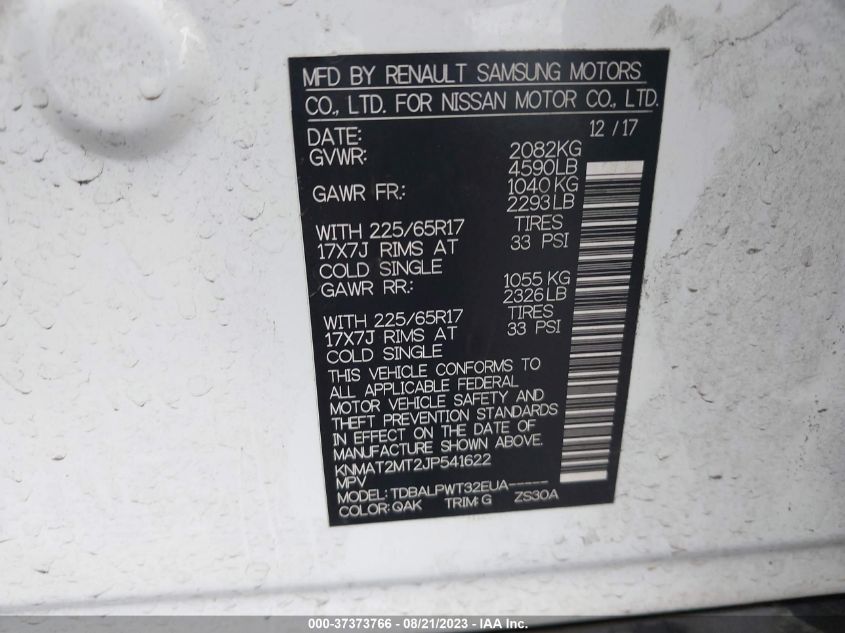 MFD BY RENAULT SAMSUNG MOTORS
CO., LTD. FOR NISSAN MOTOR CO., LTD.
DATE: 12 / 17
GVWR: 2082KG
4590LB
GAWR FR.: 1040 KG
2293LB
WITH 225/65R17 TIRES
17X7J RIMS AT 33 PSI
COLD SINGLE
GAWR RR.: 1055 KG
2326LB
WITH 225/65R17 TIRES
17X7J RIMS AT 33 PSI
COLD SINGLE
THIS VEHICLE CONFORMS TO
ALL APPLICABLE FEDERAL
MOTOR VEHICLE SAFETY AND
THEFT PREVENTION STANDARDS
IN EFFECT ON THE DATE OF
MANUFACTURE SHOWN ABOVE.
KNMAT2MT2JP541622
MPV
MODEL: TDBALPWT32EUA-----
COLOR: QAK TRIM: G ZS30A
000-37373766 - 08/21/2023 - IAA Inc.